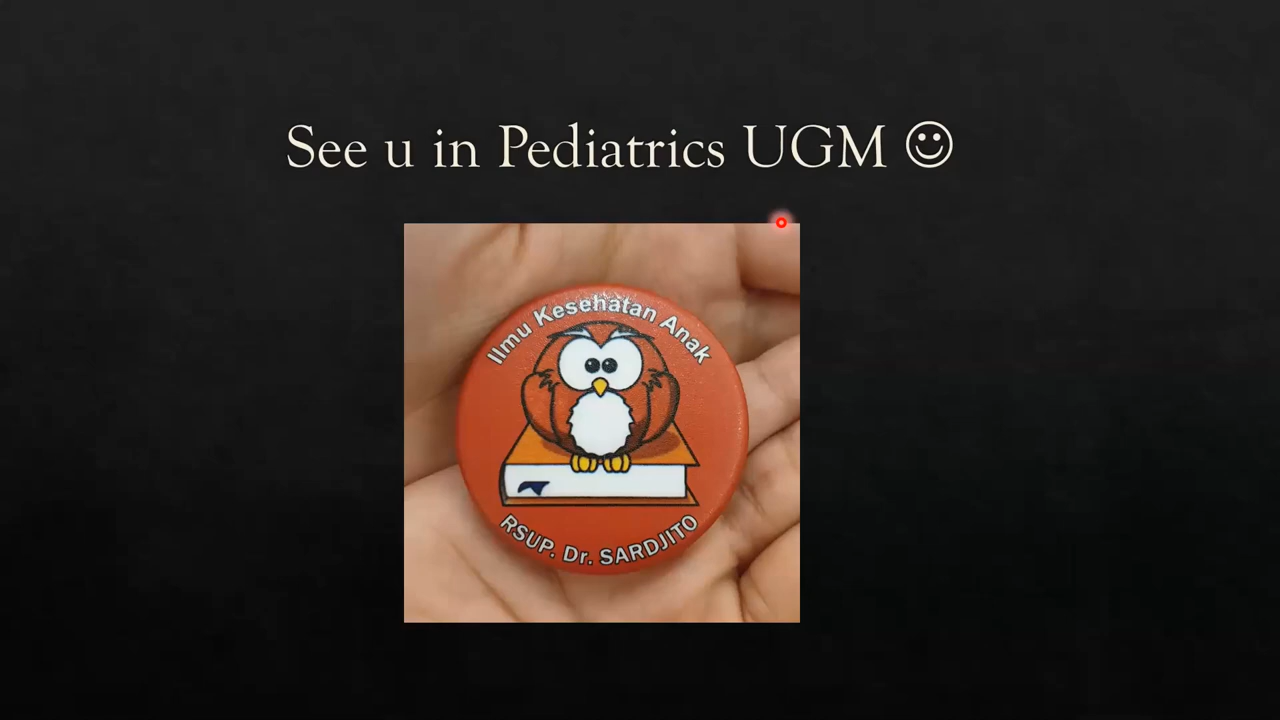 See u in Pediatrics UGM ☺
Ilmu Kesehatan Anak
RSUP. Dr. SARDJITO